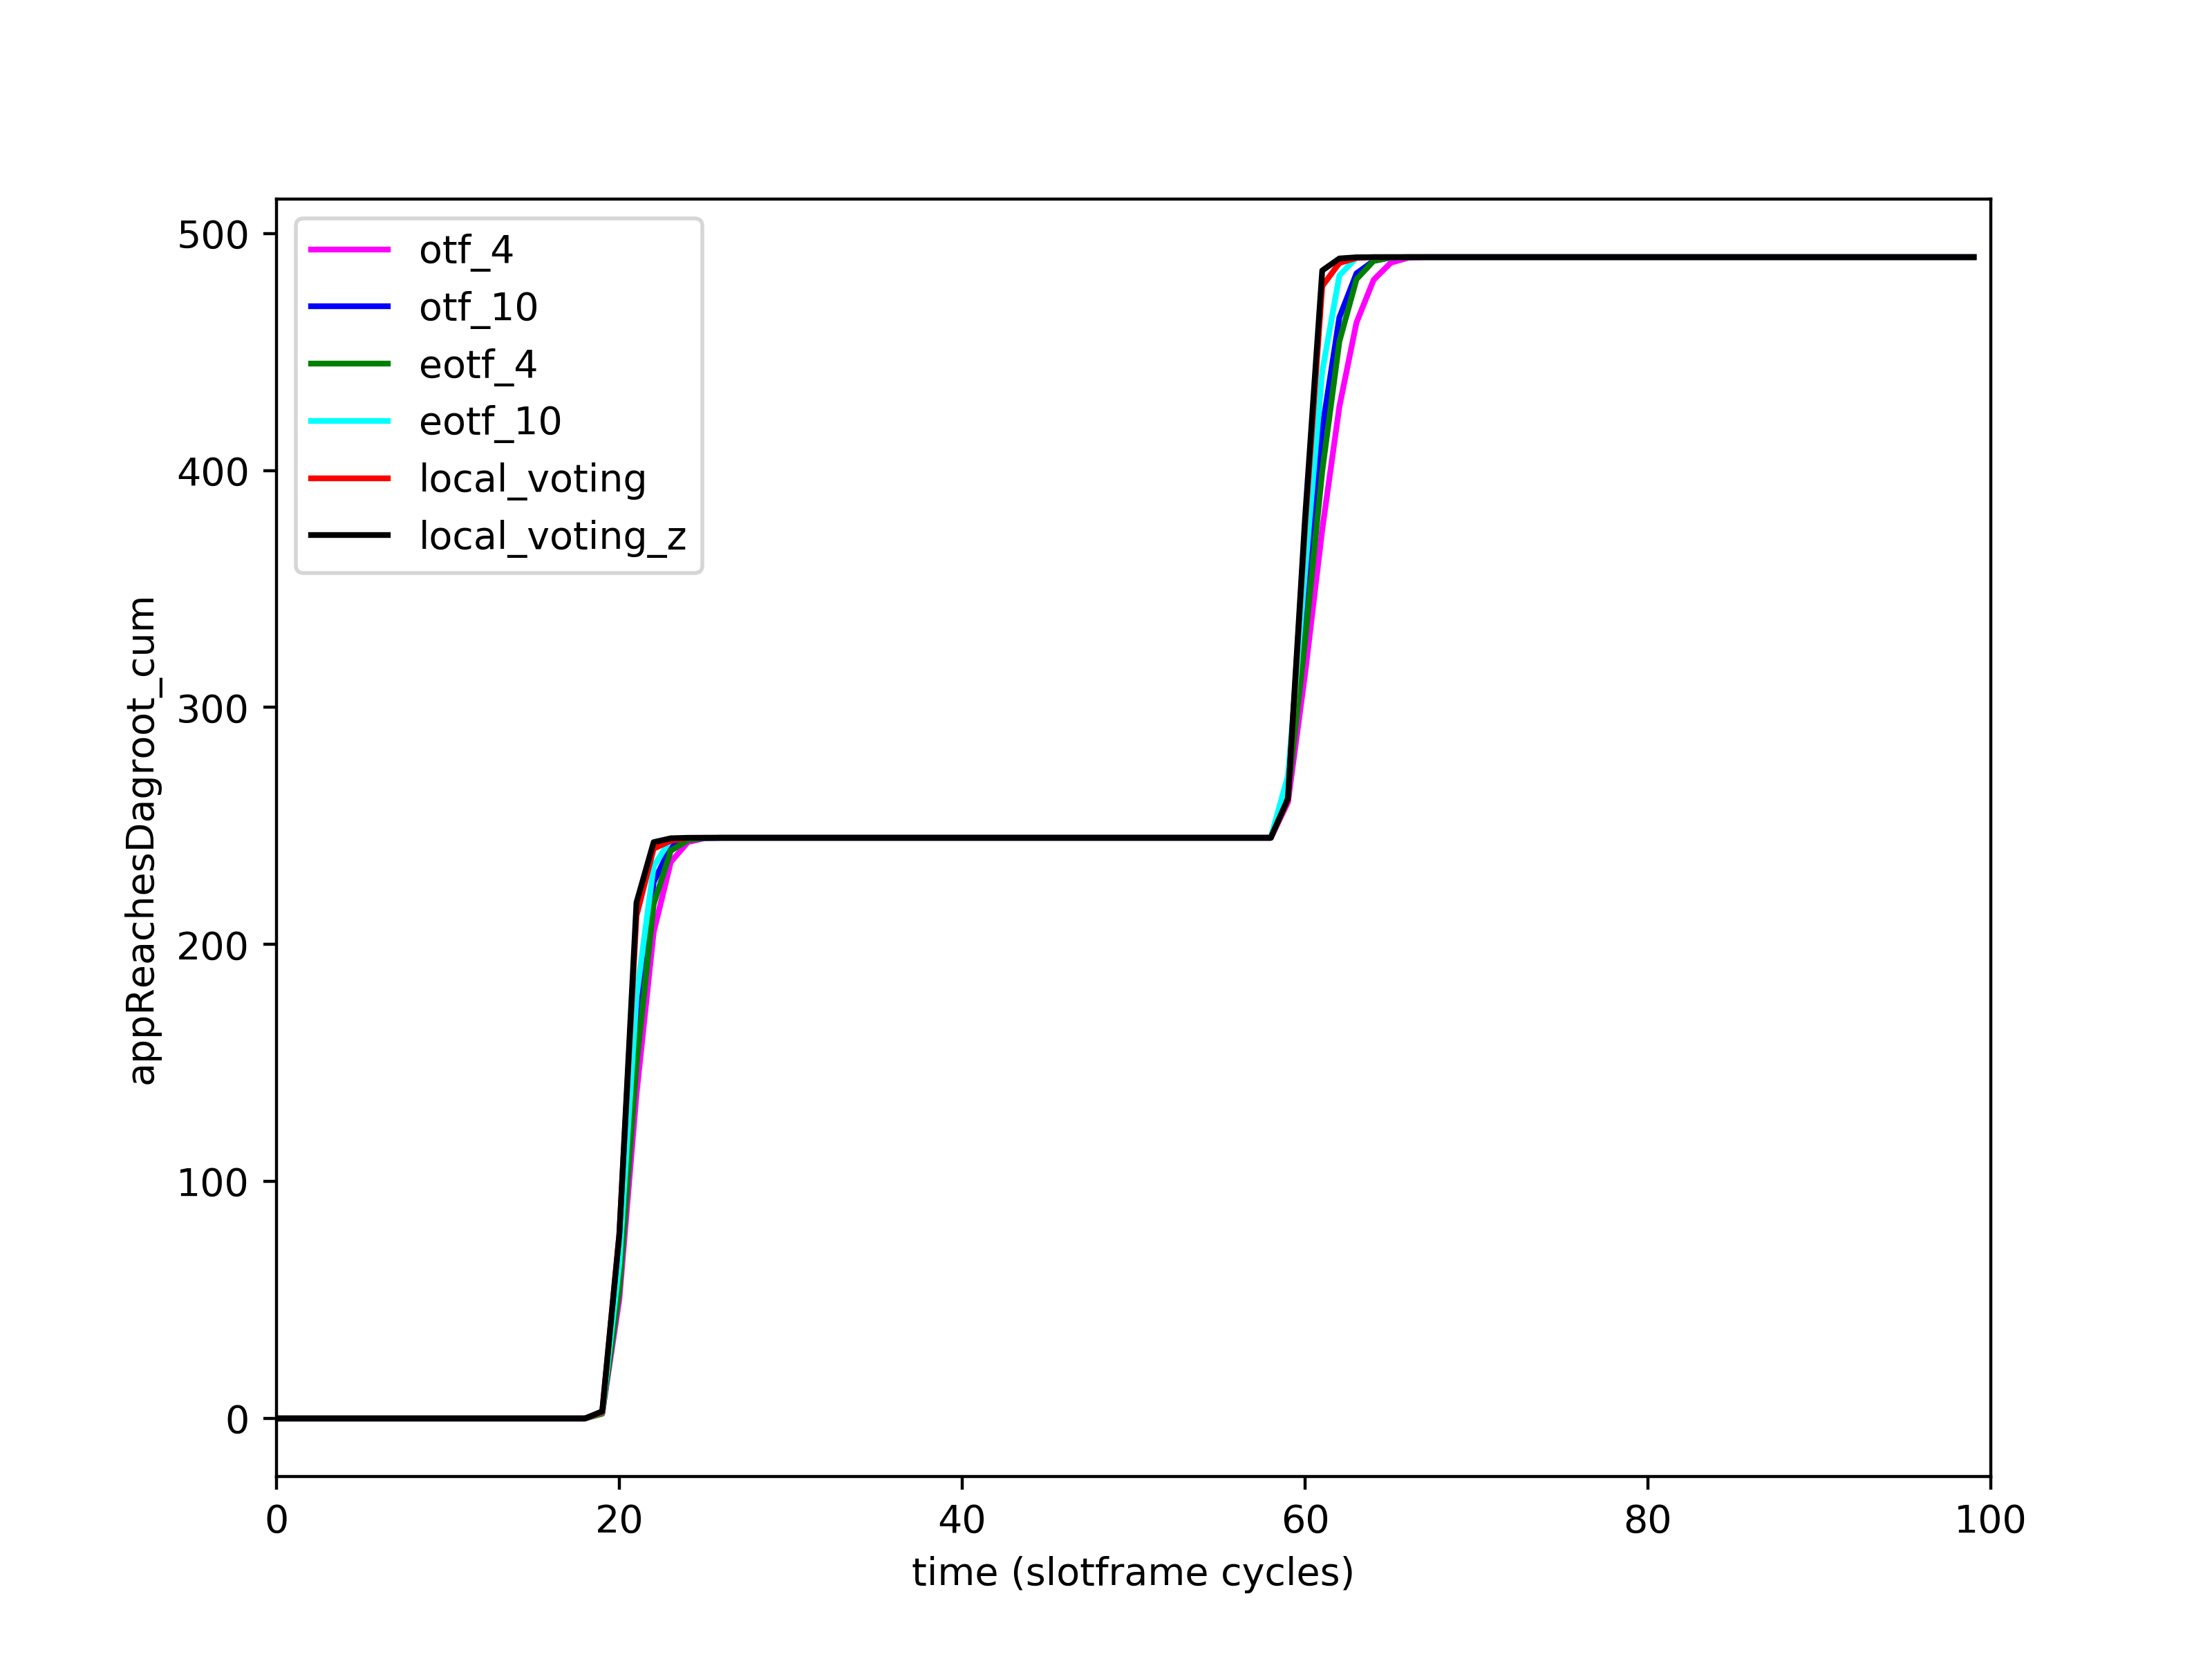 otf_4
otf_10
eotf_4
eotf_10
local_voting
local_voting_z
500
400
300
200
100
0
appReachesDagroot_cum
0 20 40 60 80 100
time (slotframe cycles)